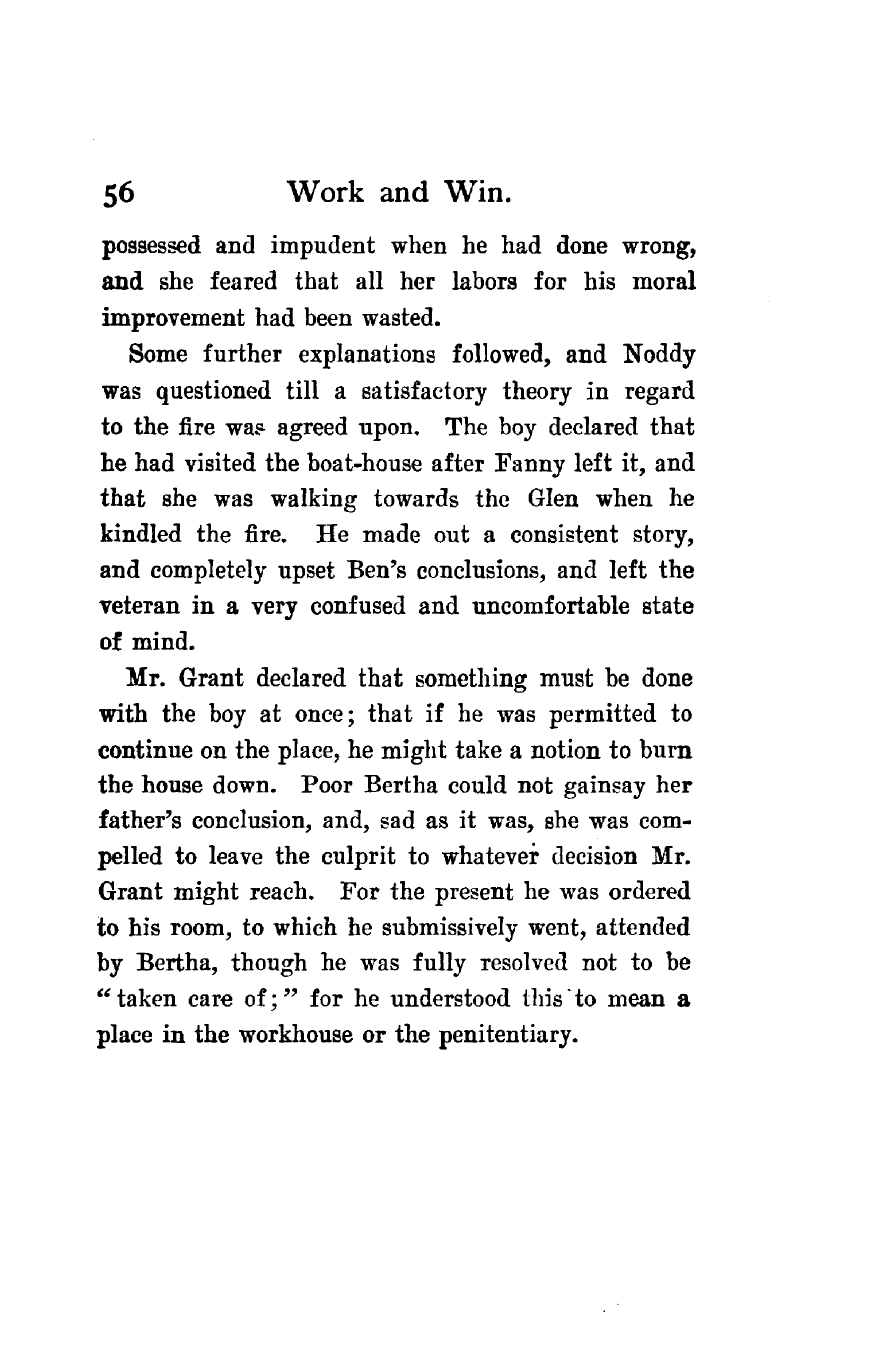 56 Work and Win.
possessed and impudent when he had done wrong,
and she feared that all her labors for his moral
improvement had been wasted.
Some further explanations followed, and Noddy
was questioned till a satisfactory theory in regard
to the fire was agreed upon. The boy declared that
he had visited the boat-house after Fanny left it, and
that she was walking towards the Glen when he
kindled the fire. He made out a consistent story,
and completely upset Ben's conclusions, and left the
veteran in a very confused and uncomfortable state
of mind.
Mr. Grant declared that something must be done
with the boy at once; that if he was permitted to
continue on the place, he might take a notion to burn
the house down. Poor Bertha could not gainsay her
father's conclusion, and, sad as it was, she was com-
pelled to leave the culprit to whatever decision Mr.
Grant might reach. For the present he was ordered
to his room, to which he submissively went, attended
by Bertha, though he was fully resolved not to be
"taken care of;" for he understood this to mean a
place in the workhouse or the penitentiary.